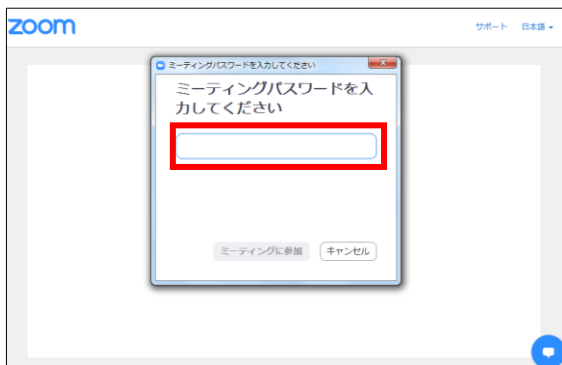 zoom
サポート 日本語
ミーティングパスワードを入力してください
ミーティングパスワードを入
力してください
ミーティングに参加 キャンセル